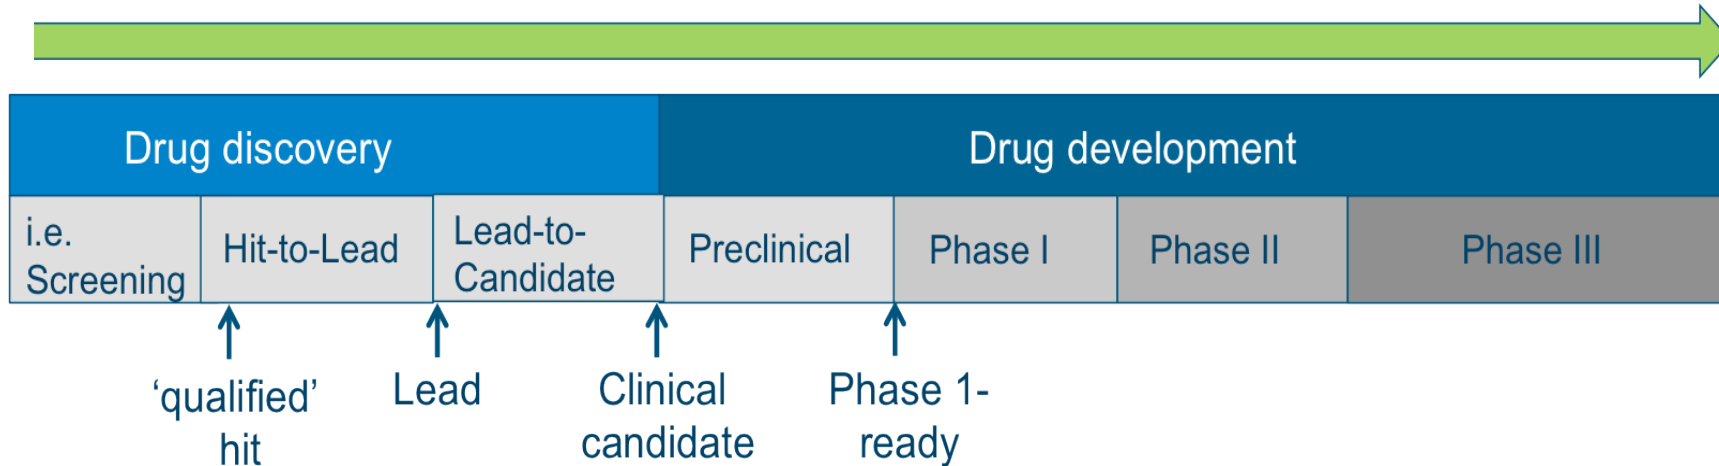 Drug discovery
Drug development
i.e.
Screening
Hit-to-Lead
Lead-to-
Candidate
Preclinical
Phase I
Phase II
Phase III
‘qualified’
hit
Lead
Clinical
candidate
Phase 1-
ready